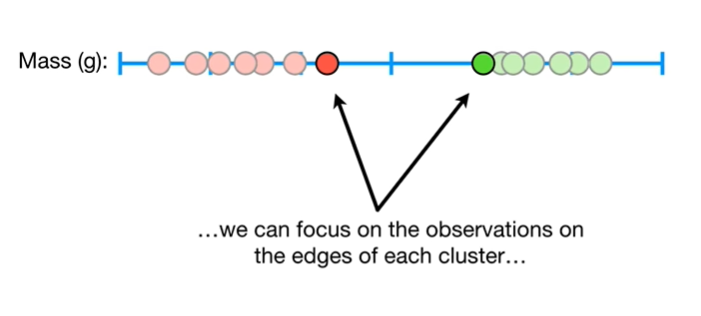 Mass (g):
...we can focus on the observations on
the edges of each cluster...